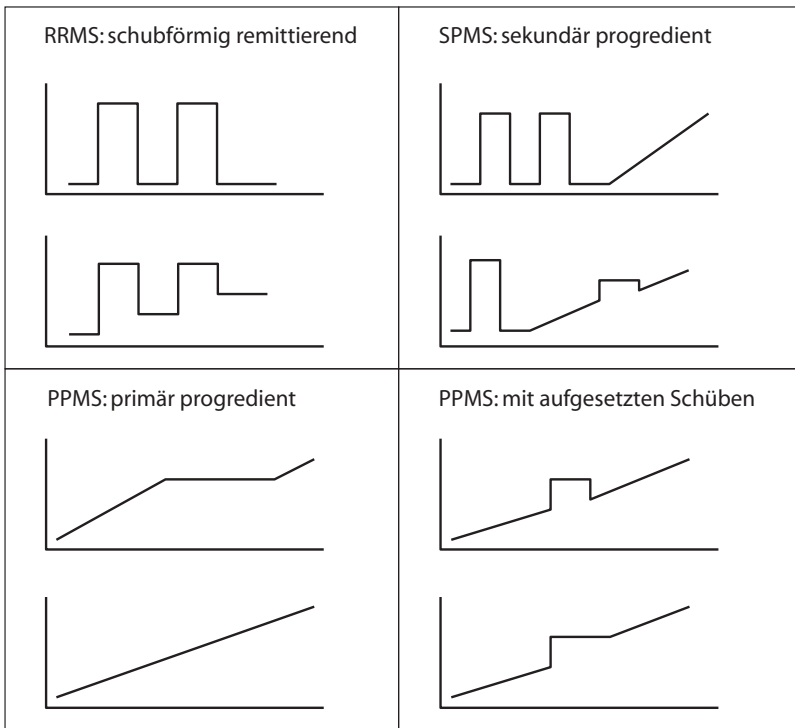 RRMS: schubförmig remittierend
SPMS: sekundär progredient
PPMS: primär progredient
PPMS: mit aufgesetzten Schüben